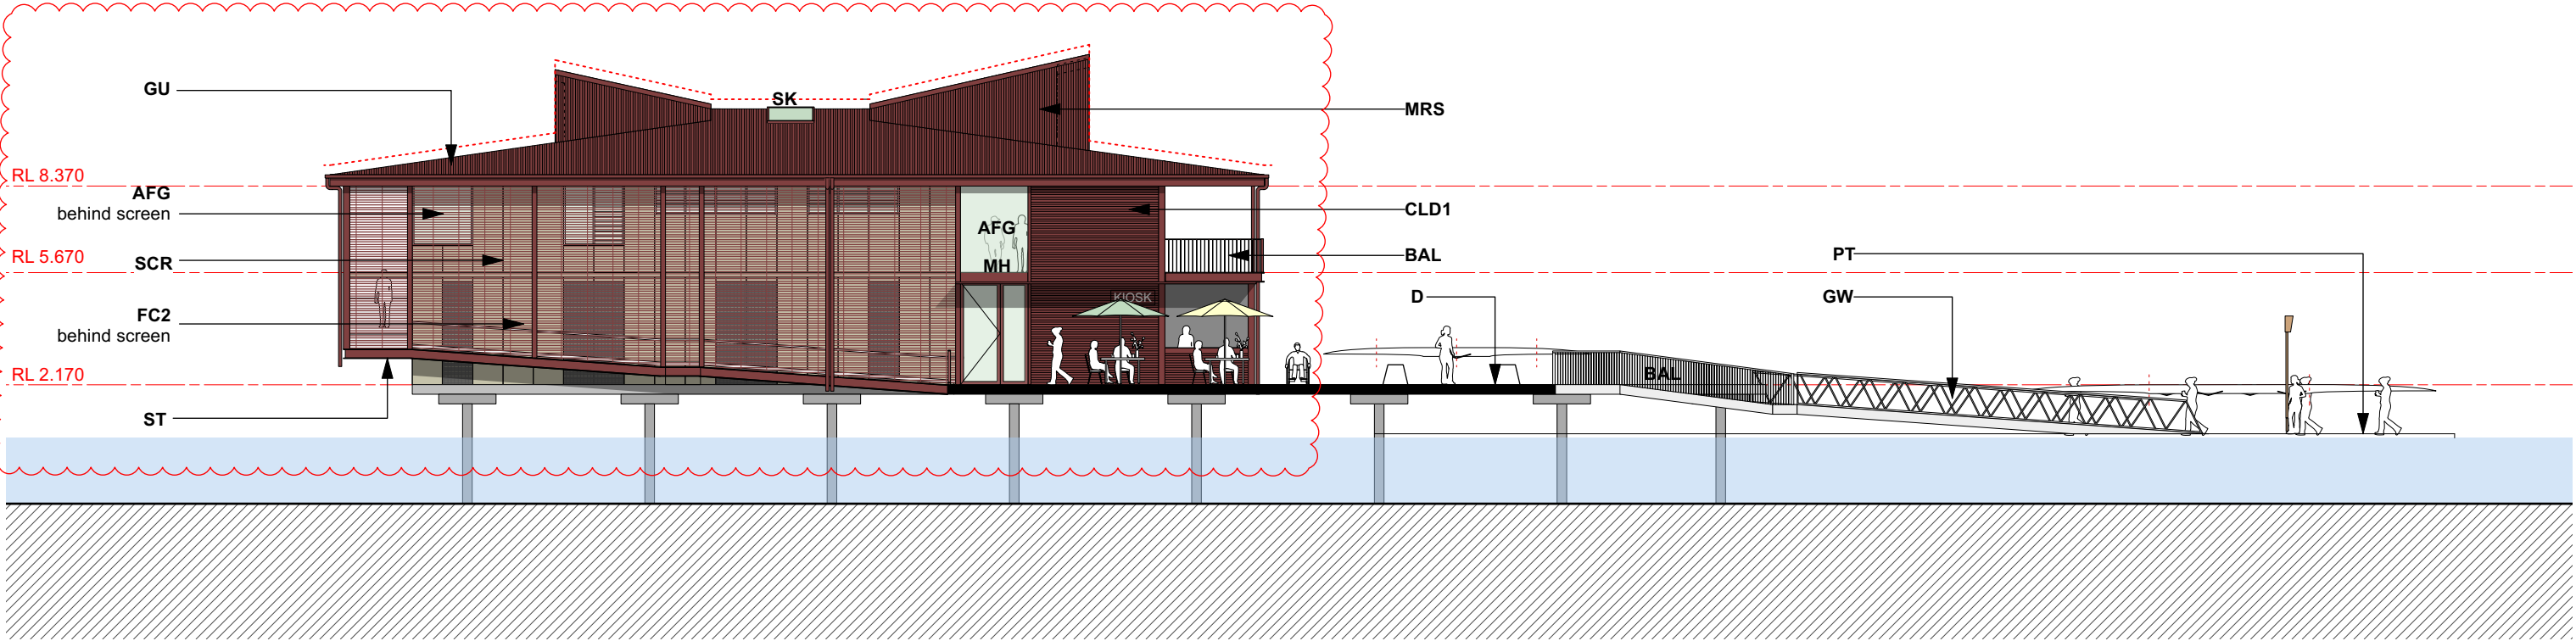 SK
GU
MRS
RL 8.370
AFG
behind screen
CLD1
AFG
RL 5.670
SCR
MH
BAL
PT
KIOSK
D
GW
FC2
behind screen
RL 2.170
BAL
ST